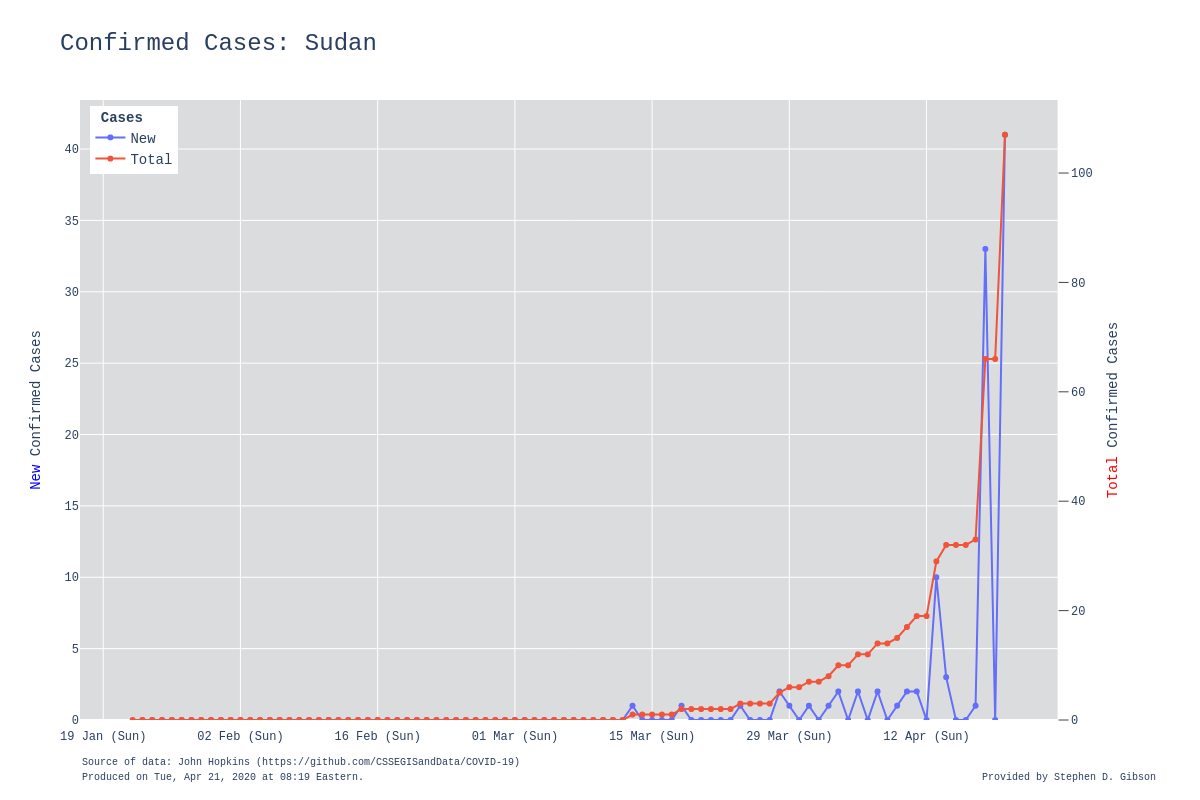 Confirmed Cases: Sudan
Cases
New
Total
40
35
30
25
20
15
10
5
0
New Confirmed Cases
100
80
60
40
20
0
Total Confirmed Cases
19 Jan (Sun) 02 Feb (Sun) 16 Feb (Sun) 01 Mar (Sun) 15 Mar (Sun) 29 Mar (Sun) 12 Apr (Sun)
Source of data: John Hopkins (https://github.com/CSSEGISandData/COVID-19)
Produced on Tue, Apr 21, 2020 at 08:19 Eastern.
Provided by Stephen D. Gibson